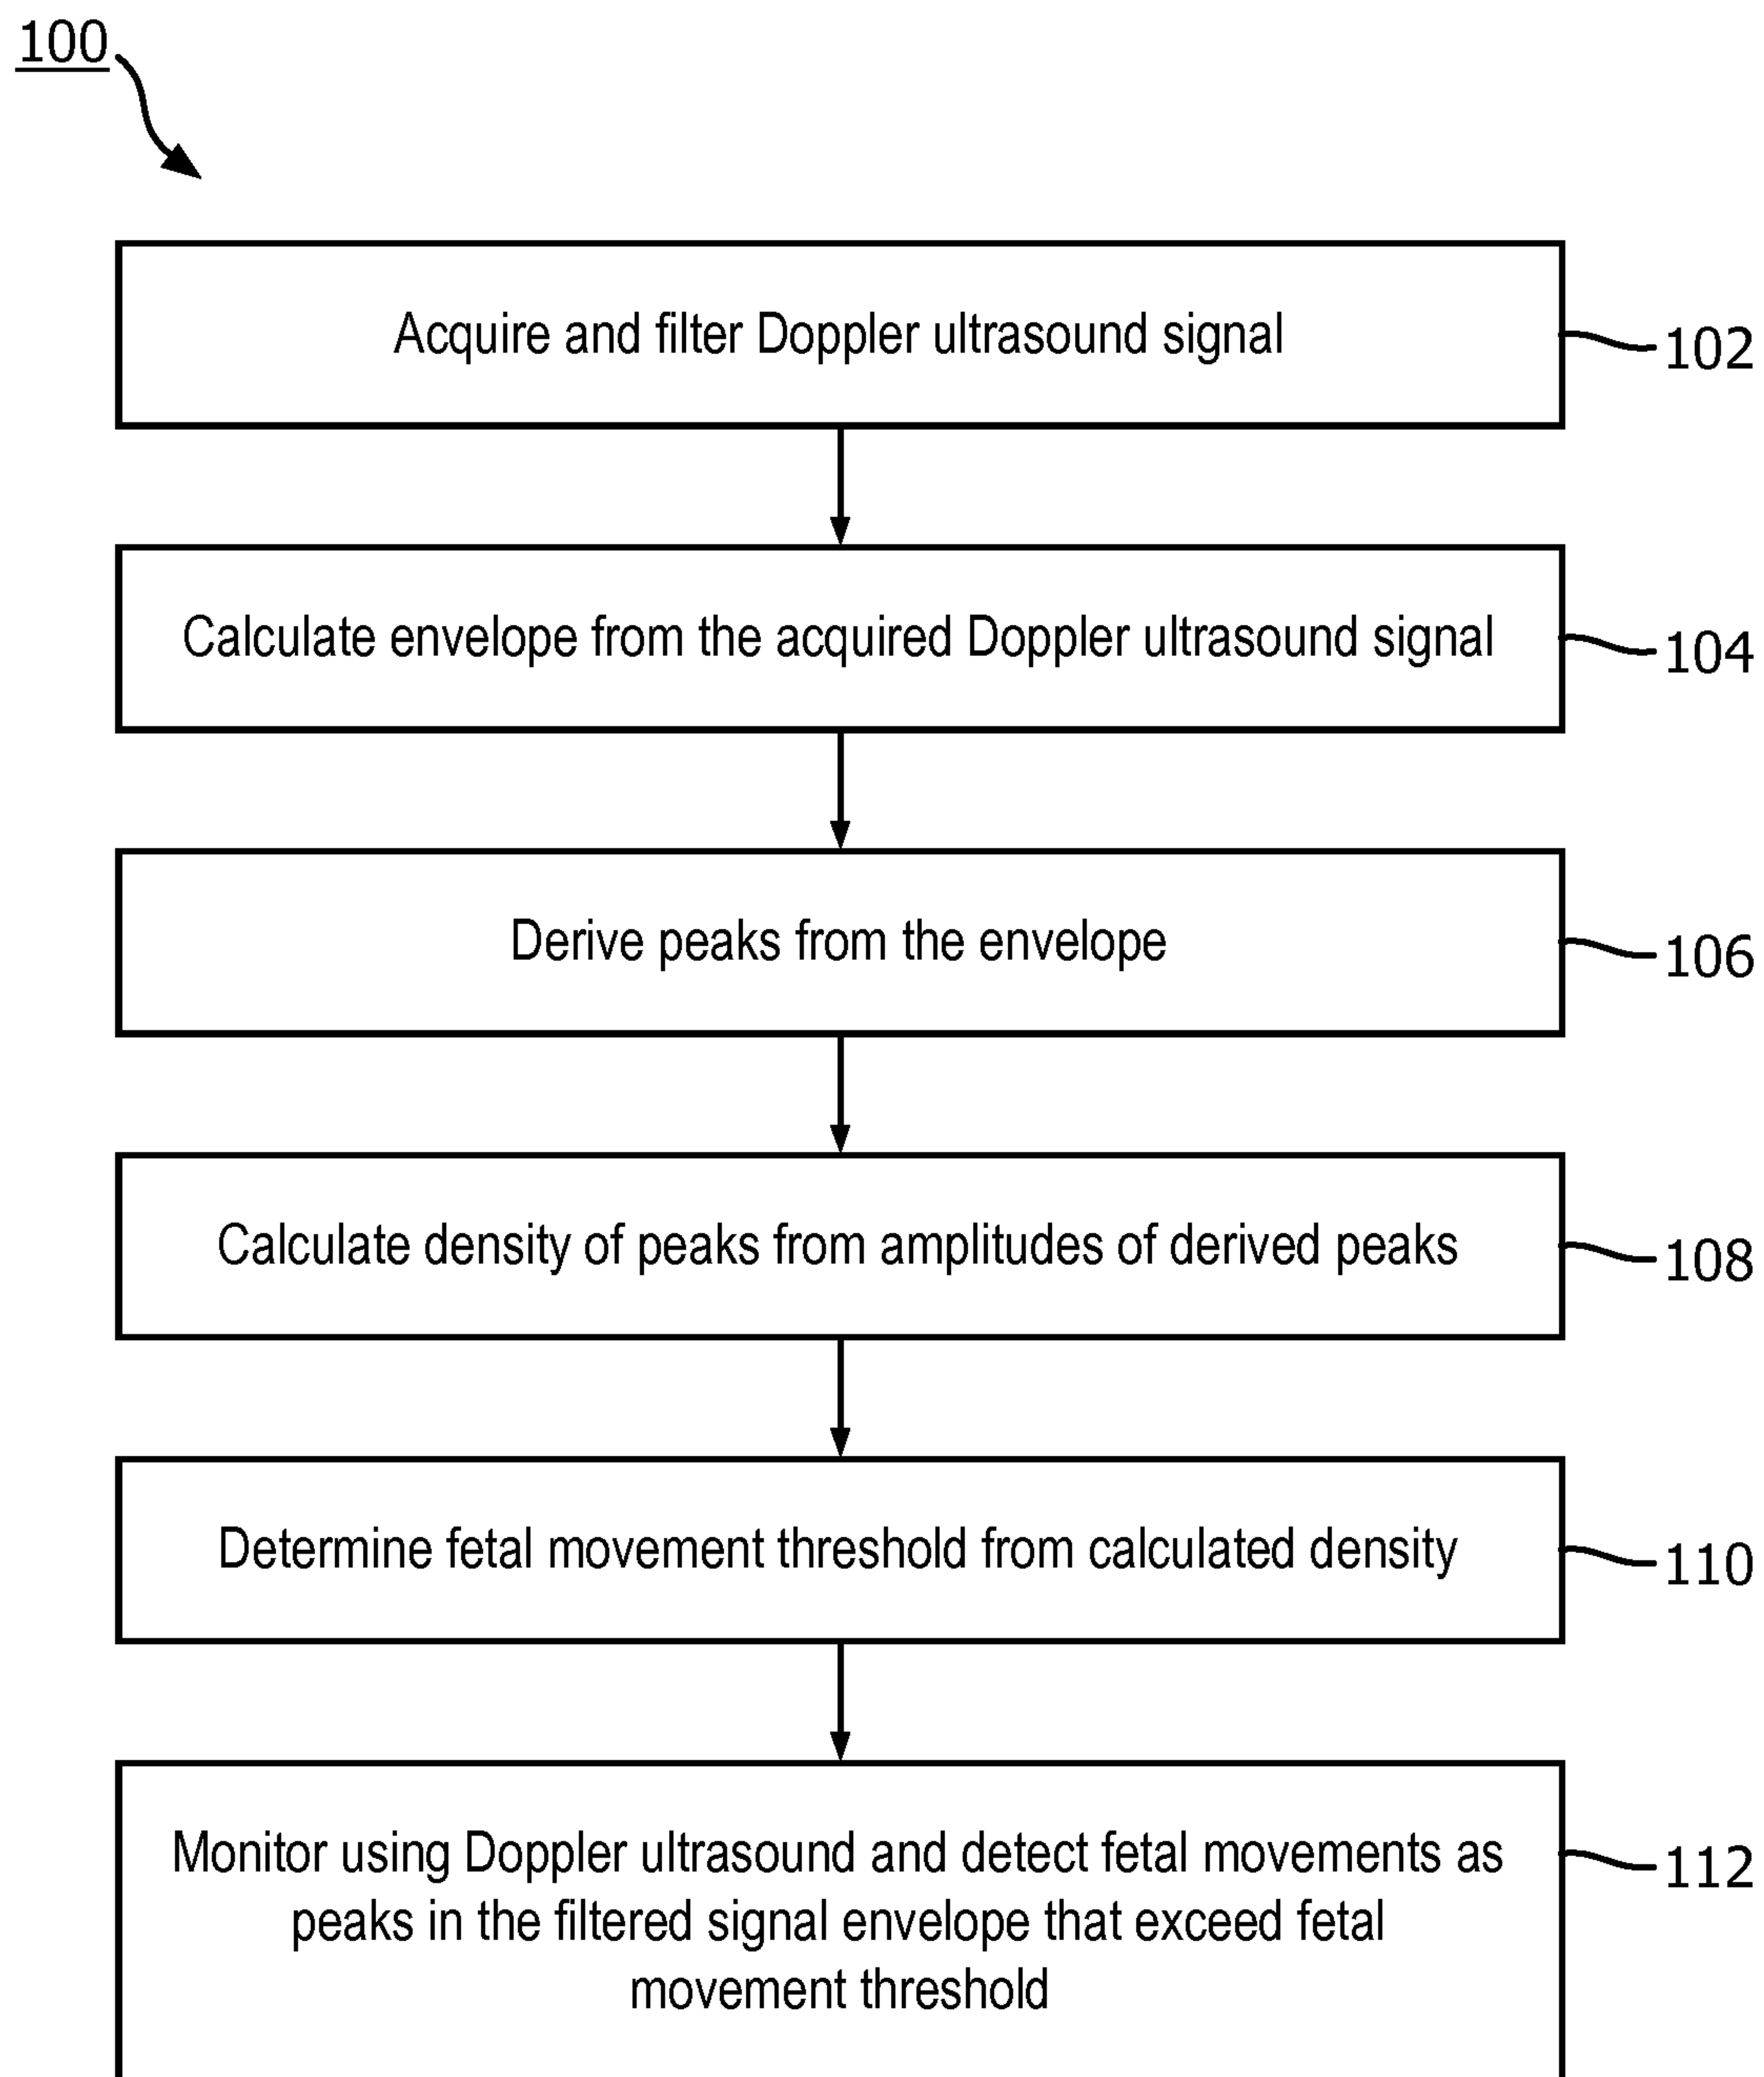 100
Acquire and filter Doppler ultrasound signal
102
Calculate envelope from the acquired Doppler ultrasound signal
104
Derive peaks from the envelope
106
Calculate density of peaks from amplitudes of derived peaks
108
Determine fetal movement threshold from calculated density
110
Monitor using Doppler ultrasound and detect fetal movements as
peaks in the filtered signal envelope that exceed fetal
movement threshold
112